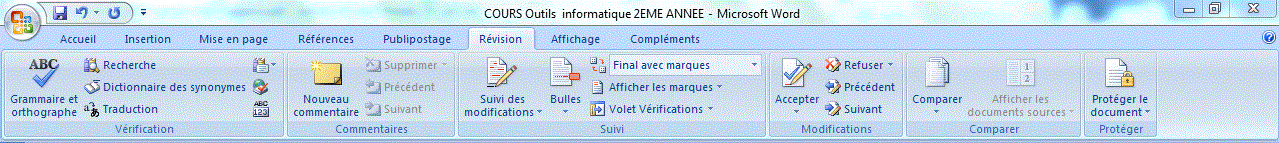 COURS Outils informatique 2EME ANNEE - Microsoft Word
Accueil Insertion Mise en page Références Publipostage Révision Affichage Compléments
ABC Grammaire et orthographe
Recherche
Dictionnaire des synonymes
Traduction
ABC 123
Vérification
Nouveau commentaire
Supprimer
Précédent
Suivant
Commentaires
Suivi des modifications
Bulles
Final avec marques
Afficher les marques
Volet Vérifications
Suivi
Accepter
Refuser
Précédent
Suivant
Modifications
Comparer
1 2 Afficher les documents sources
Comparer
Protéger le document
Protéger